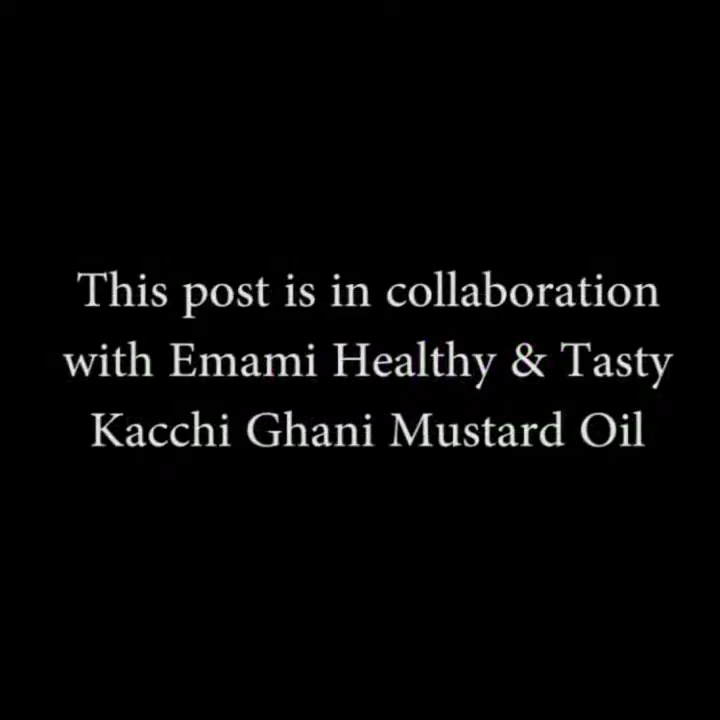 This post is in collaboration
with Emami Healthy & Tasty
Kacchi Ghani Mustard Oil